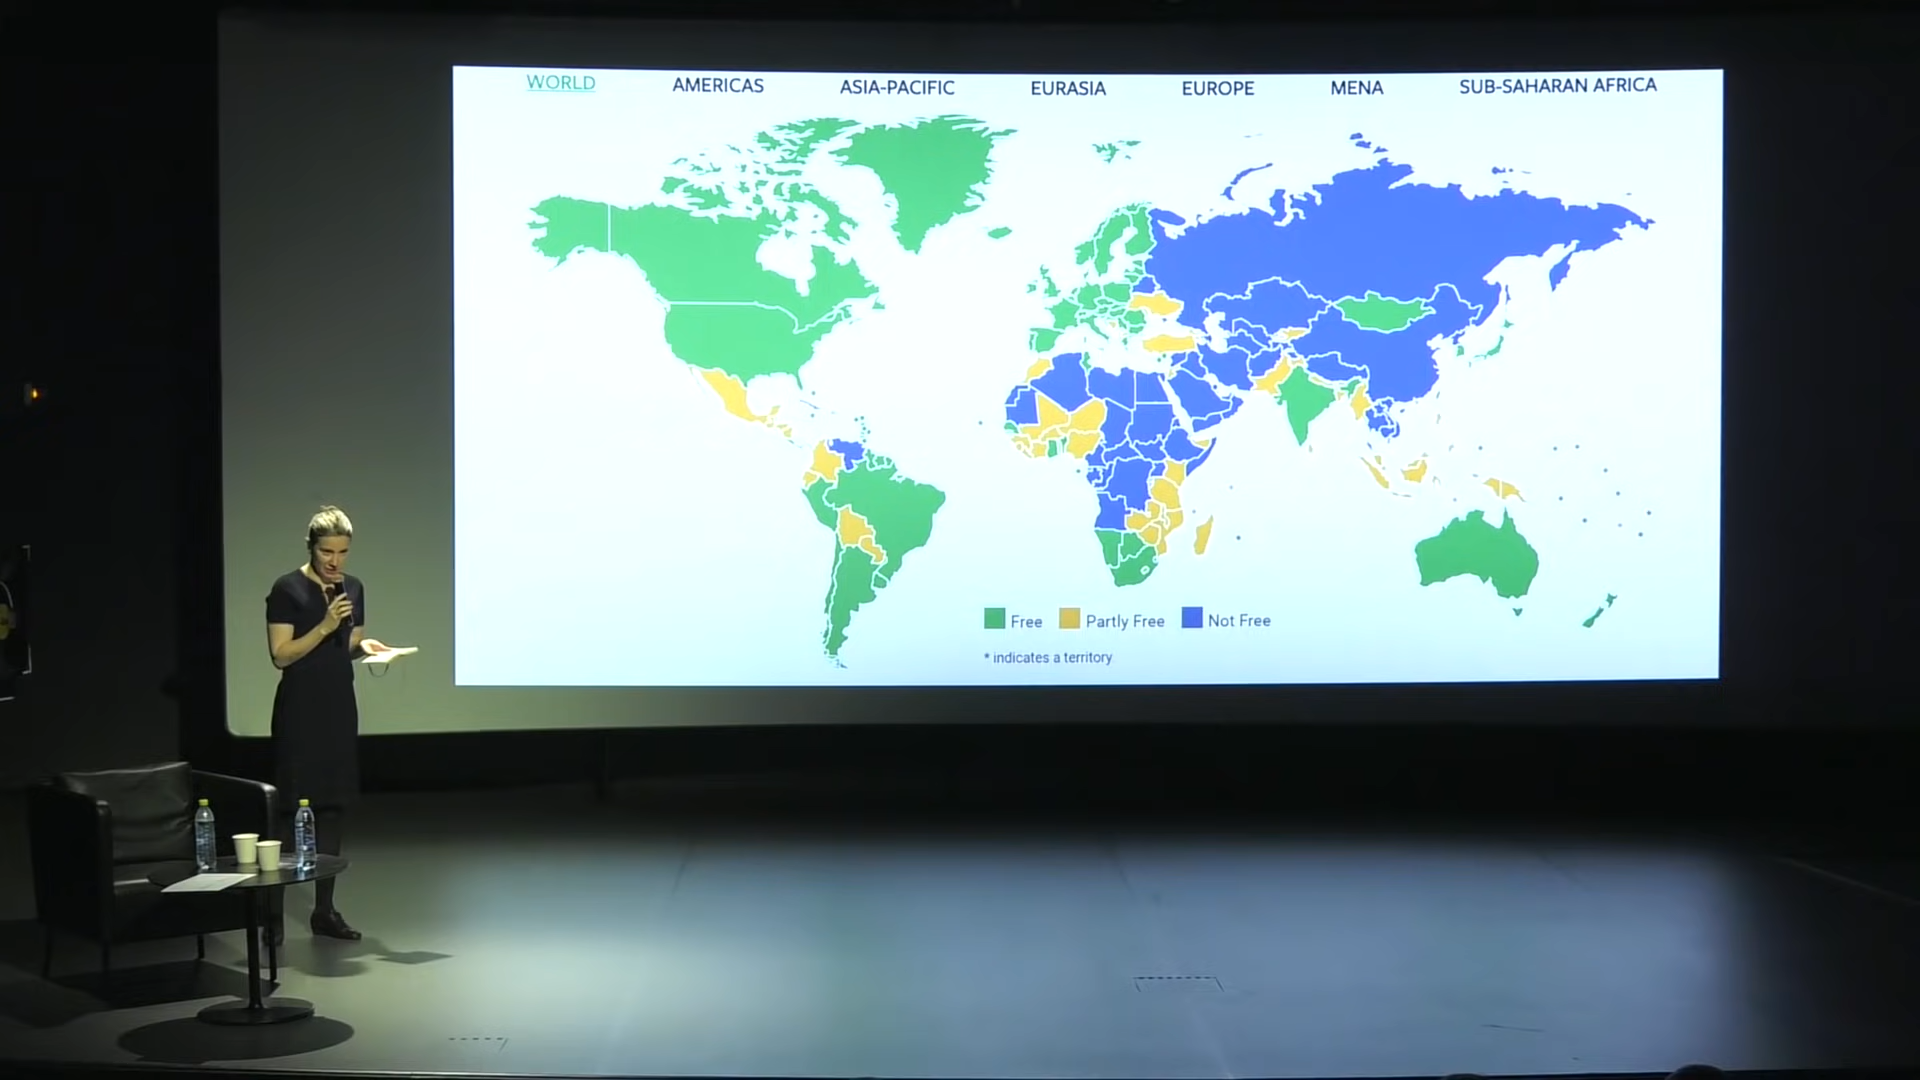 WORLD AMERICAS ASIA-PACIFIC EURASIA EUROPE MENA SUB-SAHARAN AFRICA
Free Partly Free Not Free
* indicates a territory